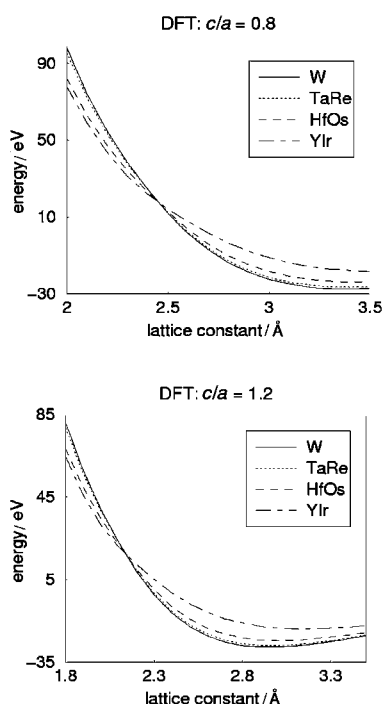 DFT: c/a = 0.8
energy / eV
90
50
10
−30
W
TaRe
HfOs
YIr
2
2.5
3
3.5
lattice constant / Å
DFT: c/a = 1.2
energy / eV
85
45
5
−35
W
TaRe
HfOs
YIr
1.8
2.3
2.8
3.3
lattice constant / Å